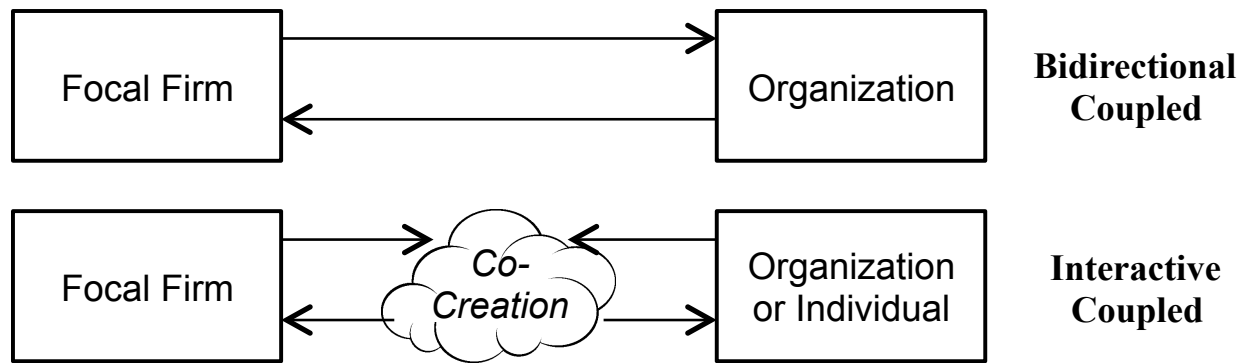 Focal Firm
Organization
Bidirectional
Coupled
Focal Firm
Co-
Creation
Organization
or Individual
Interactive
Coupled